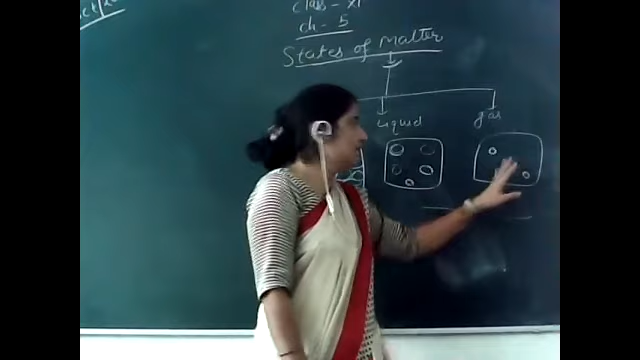 class - XI
ch - 5
States of Matter
Liquid
gas